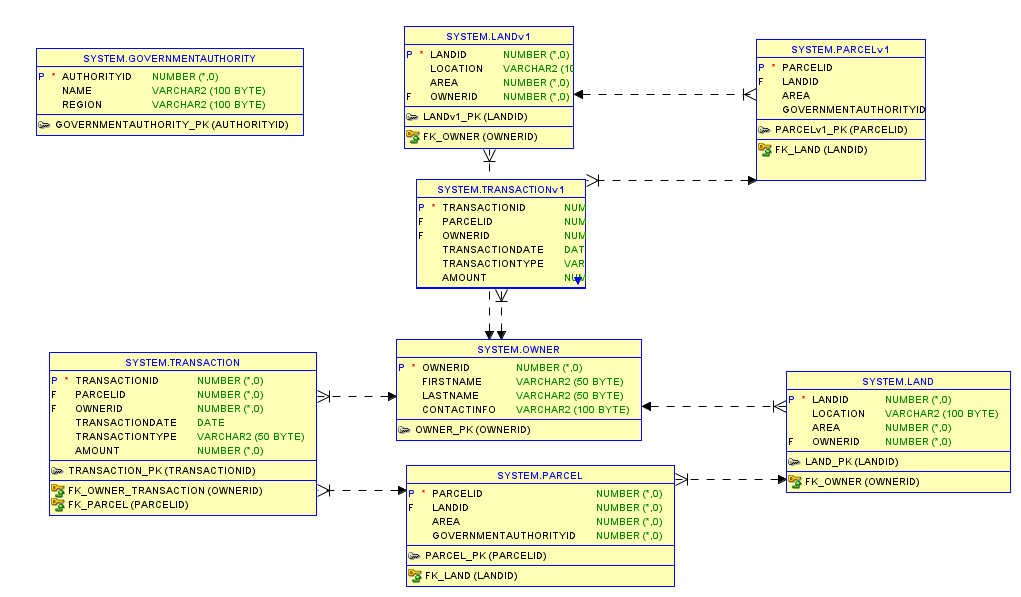 SYSTEM.GOVERNMENTAUTHORITY
P * AUTHORITYID NUMBER (*,0)
NAME VARCHAR2 (100 BYTE)
REGION VARCHAR2 (100 BYTE)
GOVERNMENTAUTHORITY_PK (AUTHORITYID)
SYSTEM.LANDv1
P * LANDID NUMBER (*,0)
LOCATION VARCHAR2 (10
AREA NUMBER (*,0)
F OWNERID NUMBER (*,0)
LANDv1_PK (LANDID)
FK_OWNER (OWNERID)
SYSTEM.PARCELv1
P * PARCELID
F LANDID
AREA
GOVERNMENTAUTHORITYID
PARCELv1_PK (PARCELID)
FK_LAND (LANDID)
SYSTEM.TRANSACTIONv1
P * TRANSACTIONID NUM
F PARCELID NUM
F OWNERID NUM
TRANSACTIONDATE DAT
TRANSACTIONTYPE VAR
AMOUNT NUM
SYSTEM.OWNER
P * OWNERID NUMBER (*,0)
FIRSTNAME VARCHAR2 (50 BYTE)
LASTNAME VARCHAR2 (50 BYTE)
CONTACTINFO VARCHAR2 (100 BYTE)
OWNER_PK (OWNERID)
SYSTEM.TRANSACTION
P * TRANSACTIONID NUMBER (*,0)
F PARCELID NUMBER (*,0)
F OWNERID NUMBER (*,0)
TRANSACTIONDATE DATE
TRANSACTIONTYPE VARCHAR2 (50 BYTE)
AMOUNT NUMBER (*,0)
TRANSACTION_PK (TRANSACTIONID)
FK_OWNER_TRANSACTION (OWNERID)
FK_PARCEL (PARCELID)
SYSTEM.LAND
P * LANDID NUMBER (*,0)
LOCATION VARCHAR2 (100 BYTE)
AREA NUMBER (*,0)
F OWNERID NUMBER (*,0)
LAND_PK (LANDID)
FK_OWNER (OWNERID)
SYSTEM.PARCEL
P * PARCELID NUMBER (*,0)
F LANDID NUMBER (*,0)
AREA NUMBER (*,0)
GOVERNMENTAUTHORITYID NUMBER (*,0)
PARCEL_PK (PARCELID)
FK_LAND (LANDID)